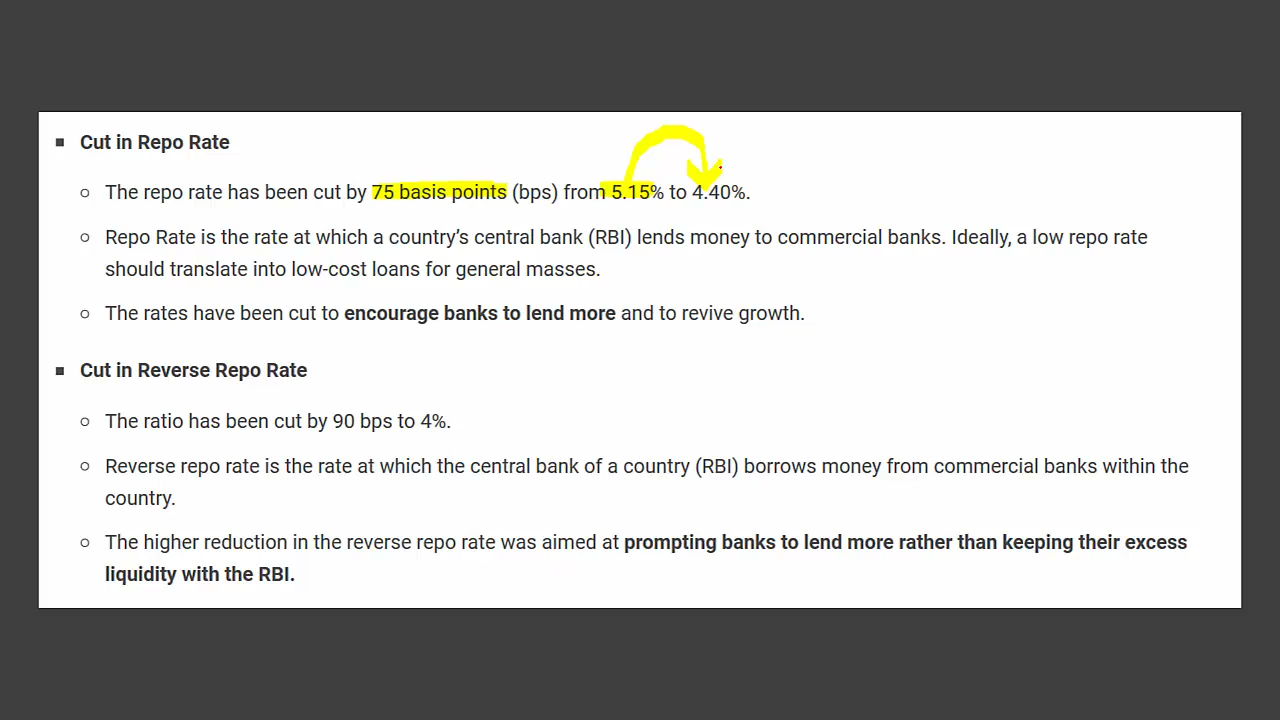 Cut in Repo Rate
The repo rate has been cut by 75 basis points (bps) from 5.15% to 4.40%.
Repo Rate is the rate at which a country’s central bank (RBI) lends money to commercial banks. Ideally, a low repo rate
should translate into low-cost loans for general masses.
The rates have been cut to encourage banks to lend more and to revive growth.
Cut in Reverse Repo Rate
The ratio has been cut by 90 bps to 4%.
Reverse repo rate is the rate at which the central bank of a country (RBI) borrows money from commercial banks within the
country.
The higher reduction in the reverse repo rate was aimed at prompting banks to lend more rather than keeping their excess
liquidity with the RBI.